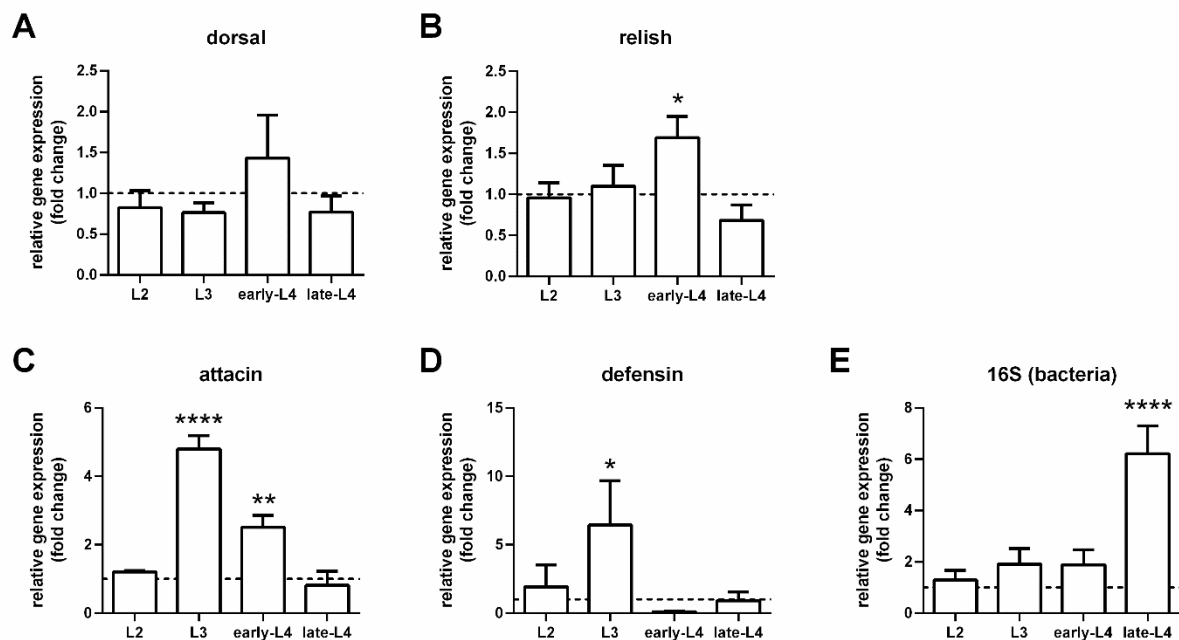 A
dorsal
relative gene expression
(fold change)
2.5
2.0
1.5
1.0
0.5
0.0
L2 L3 early-L4 late-L4
B
relish
relative gene expression
(fold change)
2.5
2.0
1.5
1.0
0.5
0.0
*
L2 L3 early-L4 late-L4
C
attacin
relative gene expression
(fold change)
6
4
2
0
****
**
L2 L3 early-L4 late-L4
D
defensin
relative gene expression
(fold change)
15
10
5
0
*
L2 L3 early-L4 late-L4
E
16S (bacteria)
relative gene expression
(fold change)
8
6
4
2
0
****
L2 L3 early-L4 late-L4